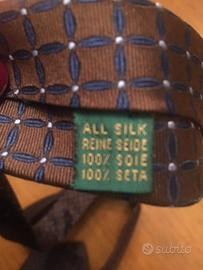 ALL SILK
REINE SEIDE
100% SOIE
100% SETA
subito